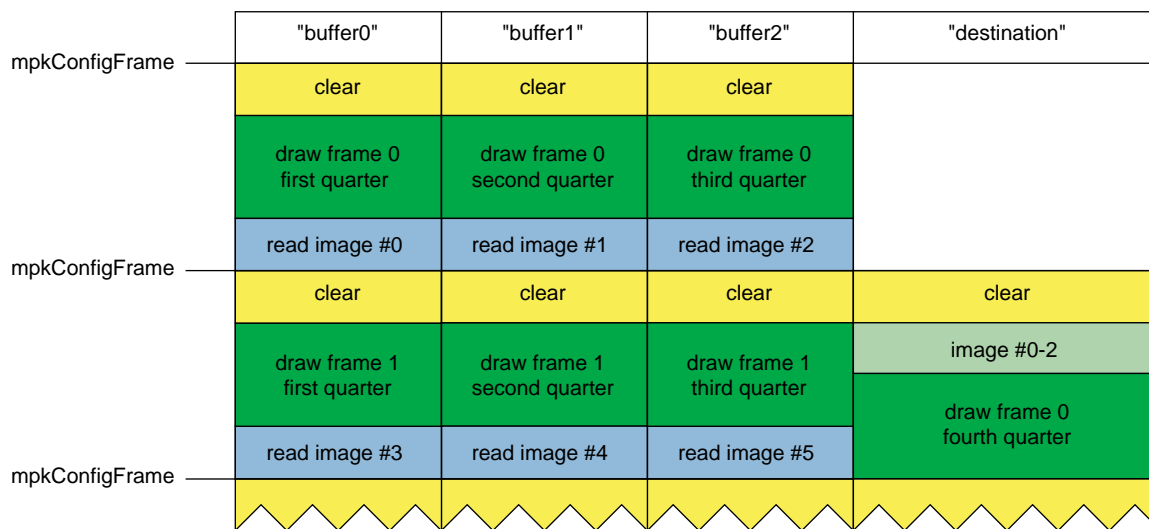 "buffer0" "buffer1" "buffer2" "destination"
mpkConfigFrame
clear clear clear
draw frame 0 draw frame 0 draw frame 0
first quarter second quarter third quarter
read image #0 read image #1 read image #2
mpkConfigFrame
clear clear clear clear
image #0-2
draw frame 1 draw frame 1 draw frame 1
first quarter second quarter third quarter
draw frame 0
fourth quarter
read image #3 read image #4 read image #5
mpkConfigFrame